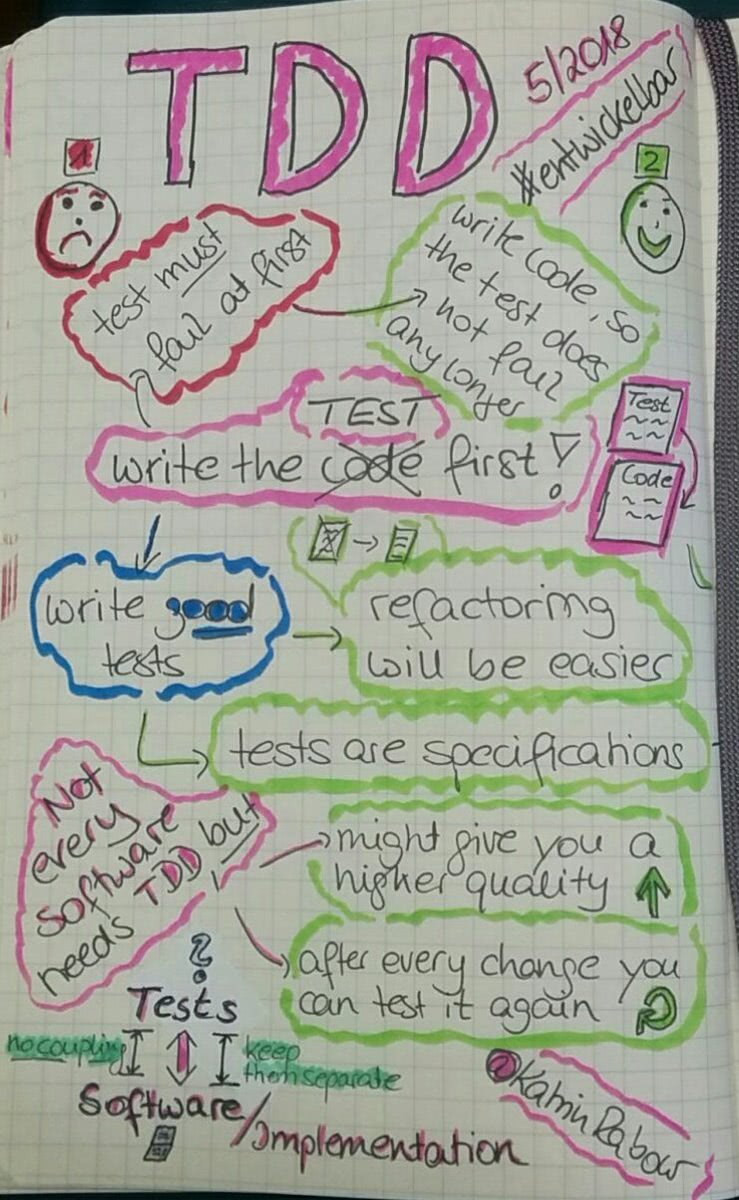 TDD
5/2018
#entwickelbar
1
2
test must
fail at first
write code, so
the test does
not fail
any longer
TEST
write the code first!
Test
Code
write good
tests
refactoring
will be easier
tests are specifications
Not
every
Software
needs TDD but
might give you a
higher quality
after every change you
can test it again
?
Tests
no coupling
keep
them separate
Software/Implementation
@KatrinRabow